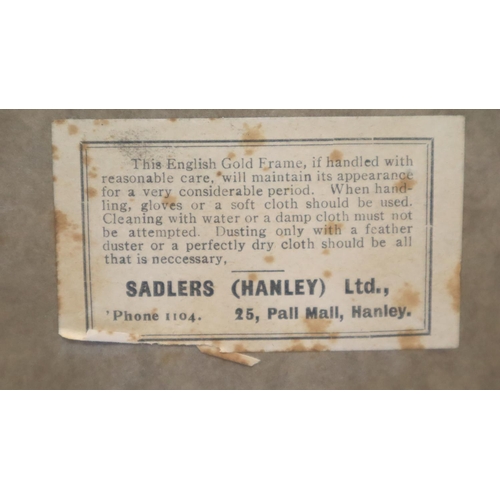 This English Gold Frame, if handled with
reasonable care, will maintain its appearance
for a very considerable period. When hand-
ling, gloves or a soft cloth should be used.
Cleaning with water or a damp cloth must not
be attempted. Dusting only with a feather
duster or a perfectly dry cloth should be all
that is neccessary,
SADLERS (HANLEY) Ltd.,
'Phone 1104. 25, Pall Mall, Hanley.